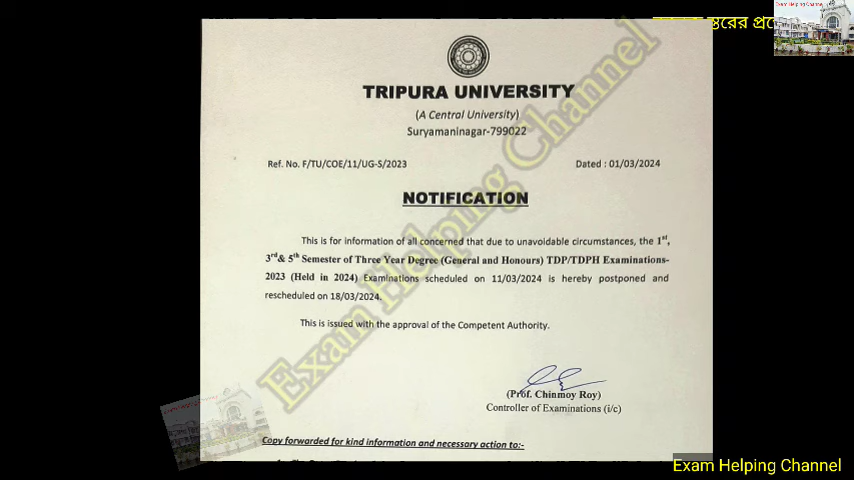 Exam Helping Channel
TRIPURA UNIVERSITY
(A Central University)
Suryamaninagar-799022
Ref. No. F/TU/COE/11/UG-S/2023
Dated : 01/03/2024
NOTIFICATION
This is for information of all concerned that due to unavoidable circumstances, the 1st,
3rd & 5th Semester of Three Year Degree (General and Honours) TDP/TDPH Examinations-
2023 (Held in 2024) Examinations scheduled on 11/03/2024 is hereby postponed and
rescheduled on 18/03/2024.
This is issued with the approval of the Competent Authority.
(Prof. Chinmoy Roy)
Controller of Examinations (i/c)
Copy forwarded for kind information and necessary action to:-
Exam Helping Channel
Exam Helping Channel